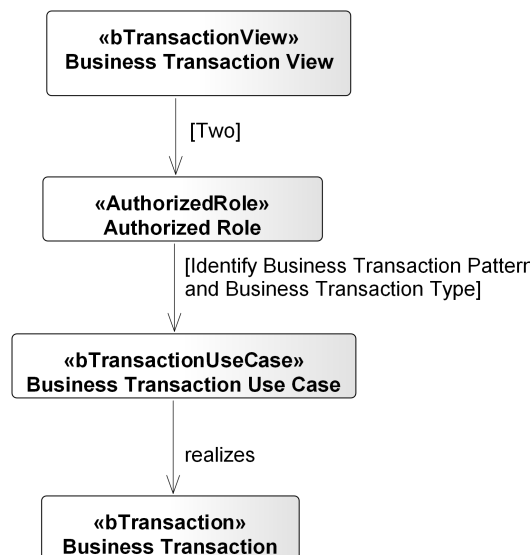 «bTransactionView»
Business Transaction View
[Two]
«AuthorizedRole»
Authorized Role
[Identify Business Transaction Pattern
and Business Transaction Type]
«bTransactionUseCase»
Business Transaction Use Case
realizes
«bTransaction»
Business Transaction